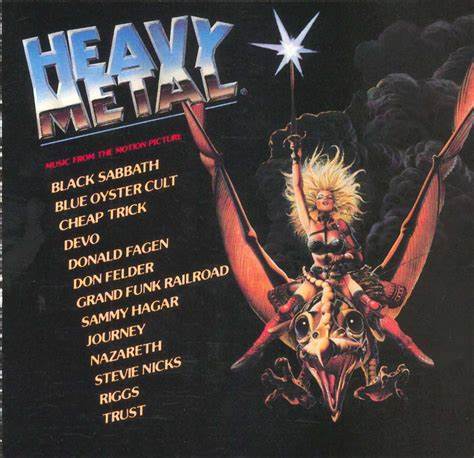 HEAVY
METAL
MUSIC FROM THE MOTION PICTURE
BLACK SABBATH
BLUE OYSTER CULT
CHEAP TRICK
DEVO
DONALD FAGEN
DON FELDER
GRAND FUNK RAILROAD
SAMMY HAGAR
JOURNEY
NAZARETH
STEVIE NICKS
RIGGS
TRUST